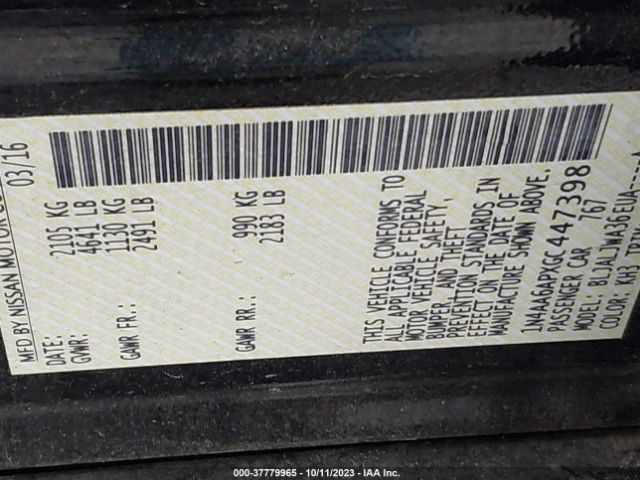 MFD BY NISSAN MOTOR CO
DATE: 03/16
GVWR: 2105 KG
4641 LB
GAWR FR.: 1130 KG
2491 LB
GAWR RR.: 990 KG
2183 LB
THIS VEHICLE CONFORMS TO
ALL APPLICABLE FEDERAL
MOTOR VEHICLE SAFETY,
BUMPER, AND THEFT
PREVENTION STANDARDS IN
EFFECT ON THE DATE OF
MANUFACTURE SHOWN ABOVE.
1N4AA6APXGC447398
PASSENGER CAR 767
MODEL:
COLOR: KH3
000-37779965 - 10/11/2023 - IAA Inc.